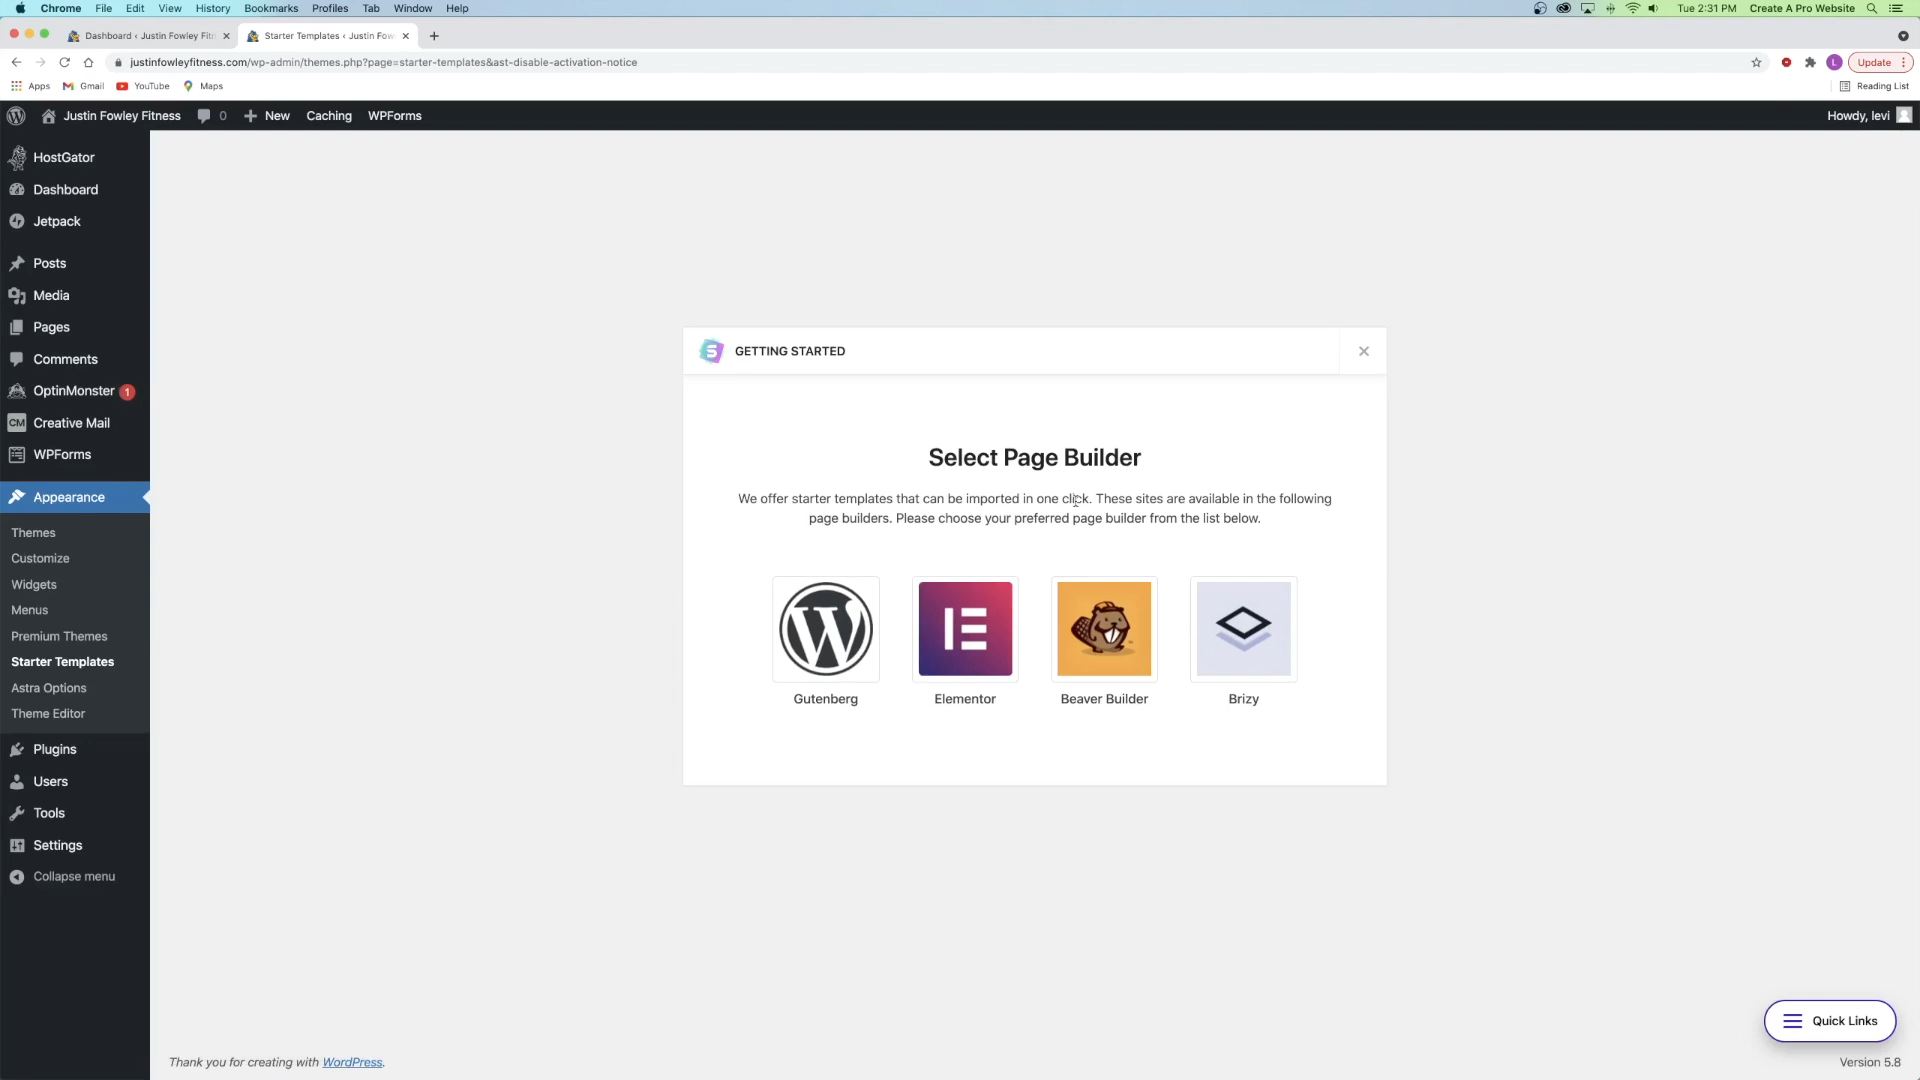 Chrome File Edit View History Bookmarks Profiles Tab Window Help
Tue 2:31 PM Create A Pro Website
Dashboard ‹ Justin Fowley Fitn
Starter Templates ‹ Justin Fow
justinfowleyfitness.com/wp-admin/themes.php?page=starter-templates&ast-disable-activation-notice
Update
Apps Gmail YouTube Maps
Reading List
Justin Fowley Fitness 0 New Caching WPForms
Howdy, levi
HostGator
Dashboard
Jetpack
Posts
Media
Pages
Comments
OptinMonster 1
CM Creative Mail
WPForms
Appearance
Themes
Customize
Widgets
Menus
Premium Themes
Starter Templates
Astra Options
Theme Editor
Plugins
Users
Tools
Settings
Collapse menu
GETTING STARTED
Select Page Builder
We offer starter templates that can be imported in one click. These sites are available in the following
page builders. Please choose your preferred page builder from the list below.
Gutenberg
Elementor
Beaver Builder
Brizy
Quick Links
Thank you for creating with WordPress.
Version 5.8